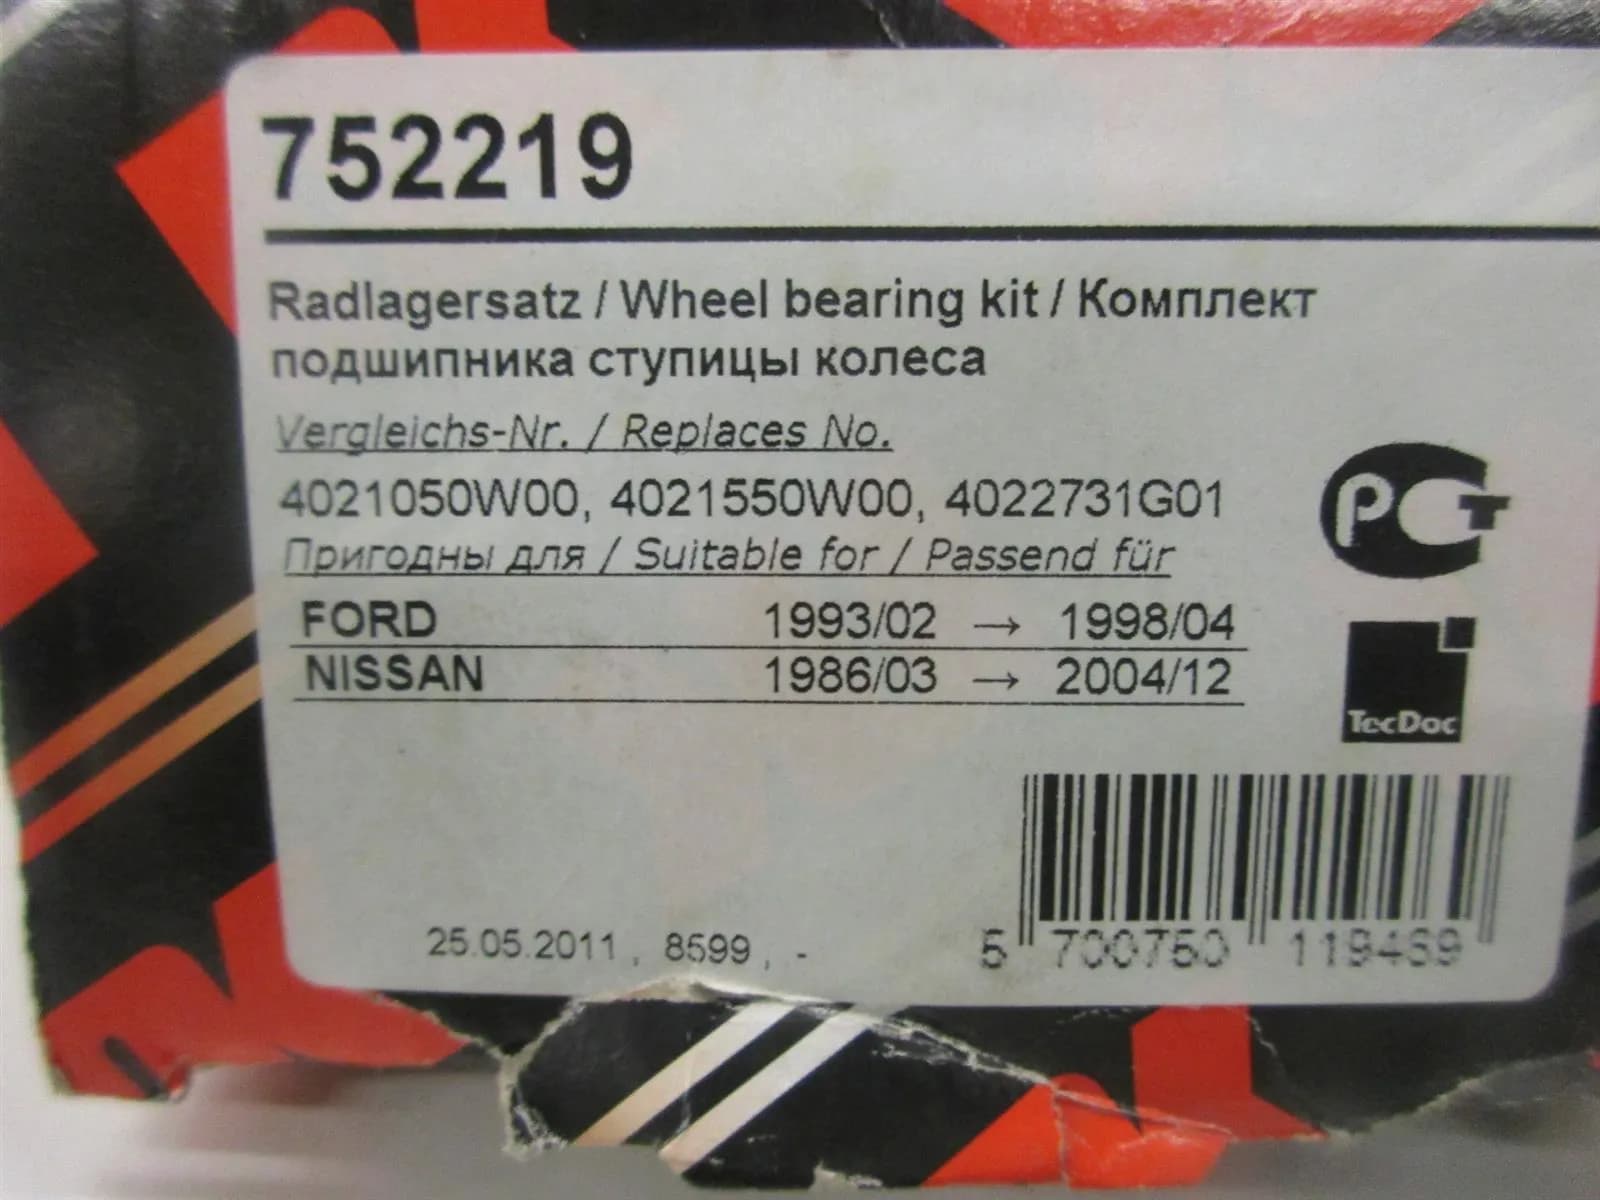 752219
Radlagersatz / Wheel bearing kit / Комплект
подшипника ступицы колеса
Vergleichs-Nr. / Replaces No.
4021050W00, 4021550W00, 4022731G01
Пригодны для / Suitable for / Passend für
FORD 1993/02 → 1998/04
NISSAN 1986/03 → 2004/12
РСТ
TecDoc
25.05.2011 , 8599 , -
5 700750 119469